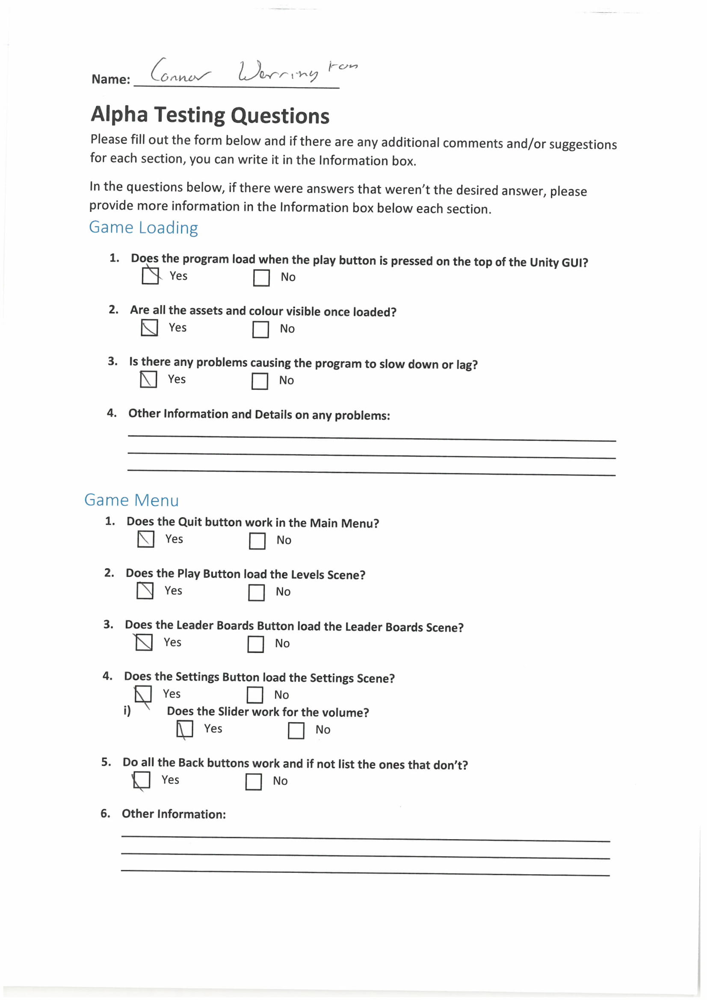 Name: Connor Werrington
Alpha Testing Questions
Please fill out the form below and if there are any additional comments and/or suggestions
for each section, you can write it in the Information box.
In the questions below, if there were answers that weren't the desired answer, please
provide more information in the Information box below each section.
Game Loading
1. Does the program load when the play button is pressed on the top of the Unity GUI?
Yes No
2. Are all the assets and colour visible once loaded?
Yes No
3. Is there any problems causing the program to slow down or lag?
Yes No
4. Other Information and Details on any problems:
Game Menu
1. Does the Quit button work in the Main Menu?
Yes No
2. Does the Play Button load the Levels Scene?
Yes No
3. Does the Leader Boards Button load the Leader Boards Scene?
Yes No
4. Does the Settings Button load the Settings Scene?
Yes No
i) Does the Slider work for the volume?
Yes No
5. Do all the Back buttons work and if not list the ones that don't?
Yes No
6. Other Information: